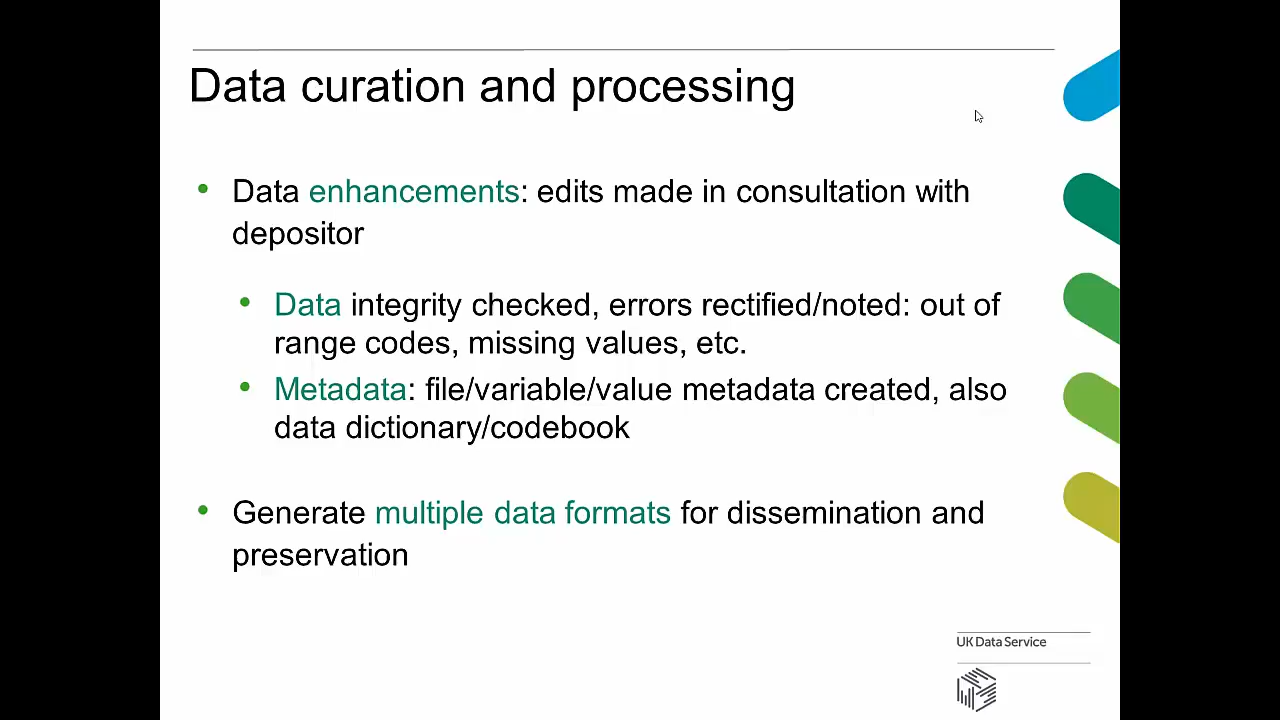 Data curation and processing
• Data enhancements: edits made in consultation with
depositor
• Data integrity checked, errors rectified/noted: out of
range codes, missing values, etc.
• Metadata: file/variable/value metadata created, also
data dictionary/codebook
• Generate multiple data formats for dissemination and
preservation
UK Data Service